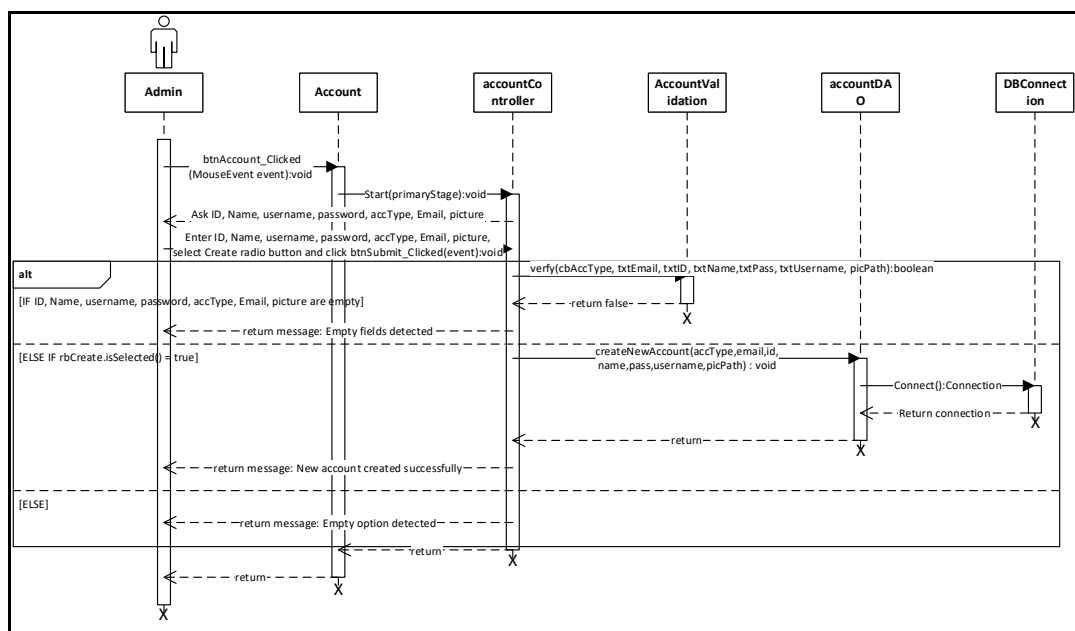 Admin
Account
accountCo
ntroller
AccountVal
idation
accountDA
O
DBConnect
ion
btnAccount_Clicked
(MouseEvent event):void
Start(primaryStage):void
Ask ID, Name, username, password, accType, Email, picture
Enter ID, Name, username, password, accType, Email, picture,
select Create radio button and click btnSubmit_Clicked(event):void
alt
verfy(cbAccType, txtEmail, txtID, txtName,txtPass, txtUsername, picPath):boolean
[IF ID, Name, username, password, accType, Email, picture are empty]
return false
X
return message: Empty fields detected
[ELSE IF rbCreate.isSelected() = true]
createNewAccount(accType,email,id,
name,pass,username,picPath) : void
Connect():Connection
Return connection
X
return
X
return message: New account created successfully
[ELSE]
return message: Empty option detected
return
X
return
X
X